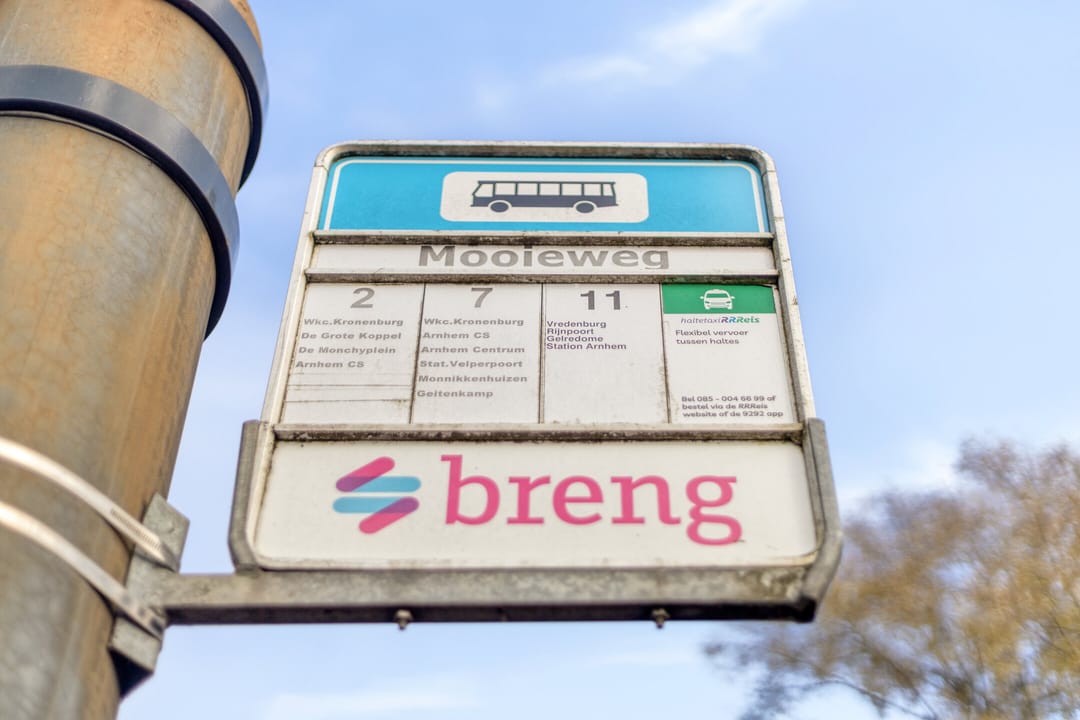 Mooieweg
2
Wkc.Kronenburg
De Grote Koppel
De Monchyplein
Arnhem CS
7
Wkc.Kronenburg
Arnhem CS
Arnhem Centrum
Stat.Velperpoort
Monnikkenhuizen
Geitenkamp
11
Vredenburg
Rijnpoort
Gelredome
Station Arnhem
haltetaxiRRReis
Flexibel vervoer
tussen haltes
Bel 085 - 004 66 99 of
bestel via de RRReis
website of de 9292 app
breng